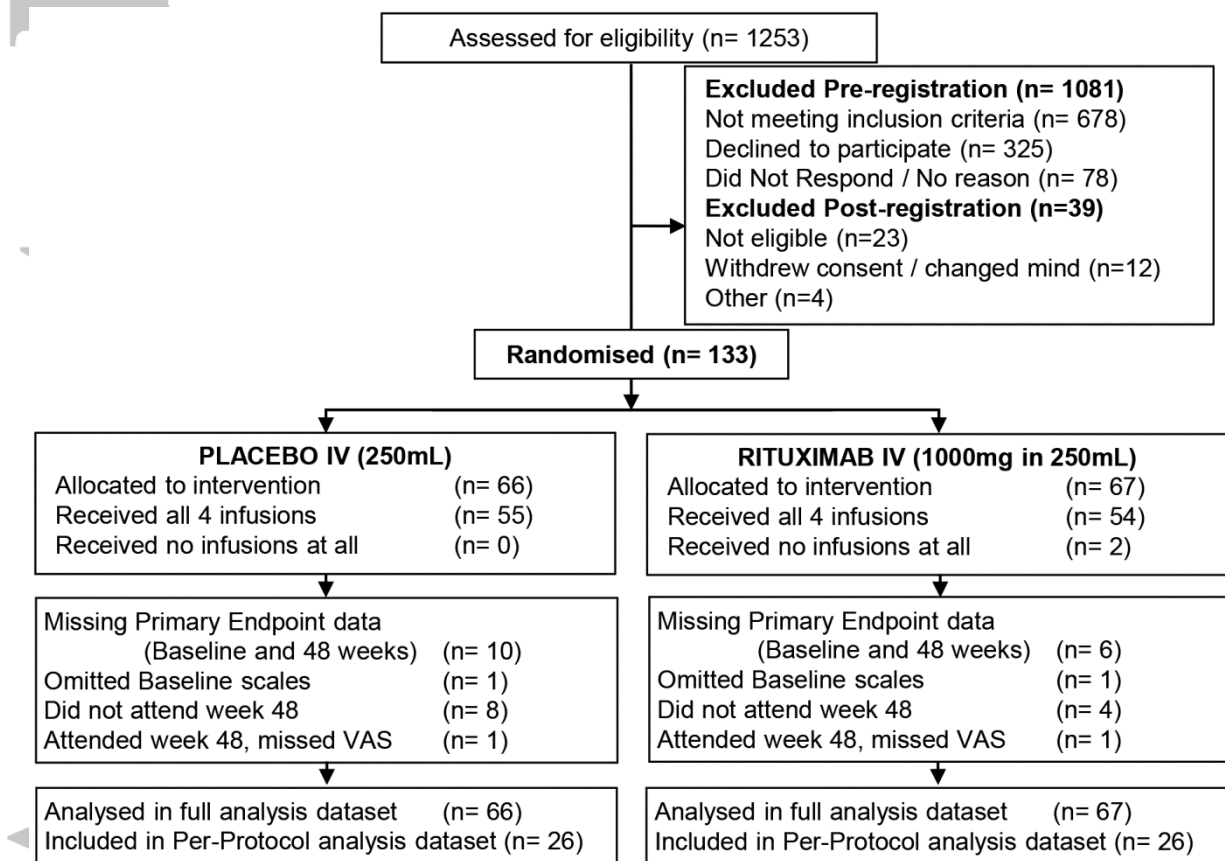 Assessed for eligibility (n= 1253)
Excluded Pre-registration (n= 1081)
Not meeting inclusion criteria (n= 678)
Declined to participate (n= 325)
Did Not Respond / No reason (n= 78)
Excluded Post-registration (n=39)
Not eligible (n=23)
Withdrew consent / changed mind (n=12)
Other (n=4)
Randomised (n= 133)
PLACEBO IV (250mL)
Allocated to intervention (n= 66)
Received all 4 infusions (n= 55)
Received no infusions at all (n= 0)
RITUXIMAB IV (1000mg in 250mL)
Allocated to intervention (n= 67)
Received all 4 infusions (n= 54)
Received no infusions at all (n= 2)
Missing Primary Endpoint data
(Baseline and 48 weeks) (n= 10)
Omitted Baseline scales (n= 1)
Did not attend week 48 (n= 8)
Attended week 48, missed VAS (n= 1)
Missing Primary Endpoint data
(Baseline and 48 weeks) (n= 6)
Omitted Baseline scales (n= 1)
Did not attend week 48 (n= 4)
Attended week 48, missed VAS (n= 1)
Analysed in full analysis dataset (n= 66)
Included in Per-Protocol analysis dataset (n= 26)
Analysed in full analysis dataset (n= 67)
Included in Per-Protocol analysis dataset (n= 26)